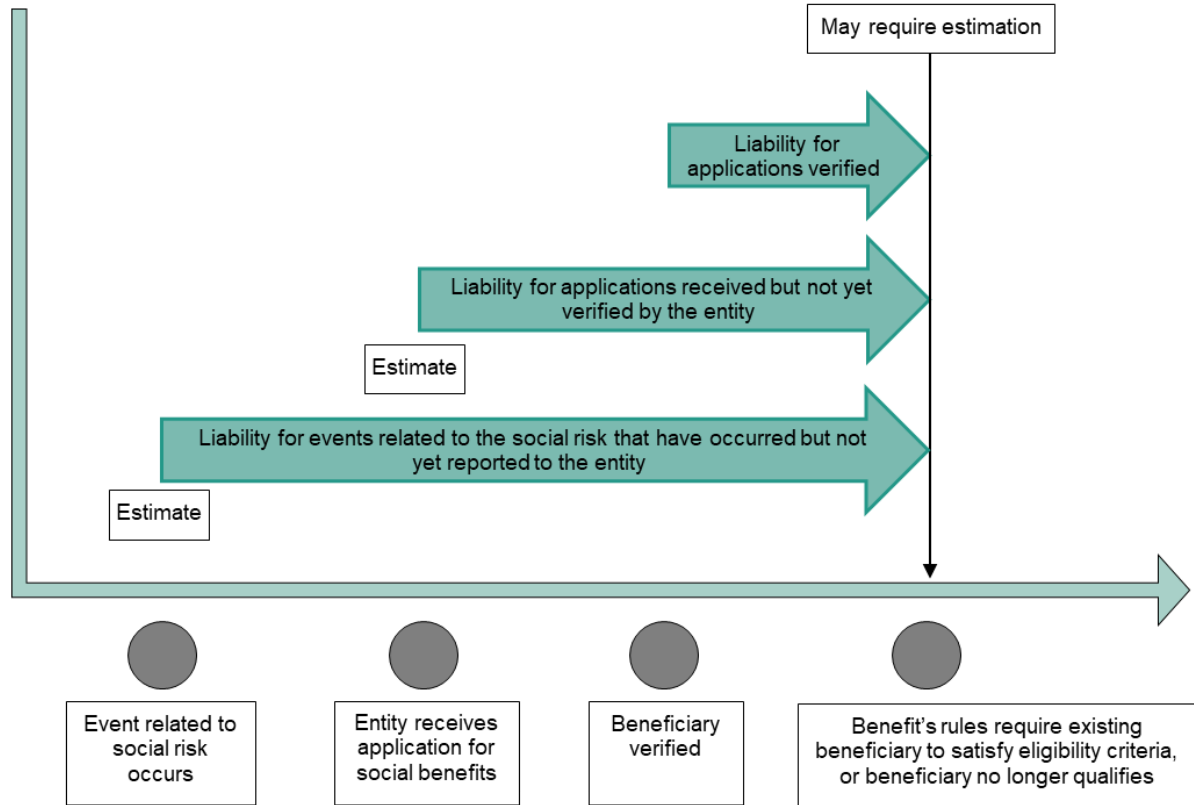 May require estimation
Liability for
applications verified
Liability for applications received but not yet
verified by the entity
Estimate
Liability for events related to the social risk that have occurred but not
yet reported to the entity
Estimate
Event related to
social risk
occurs
Entity receives
application for
social benefits
Beneficiary
verified
Benefit’s rules require existing
beneficiary to satisfy eligibility criteria,
or beneficiary no longer qualifies